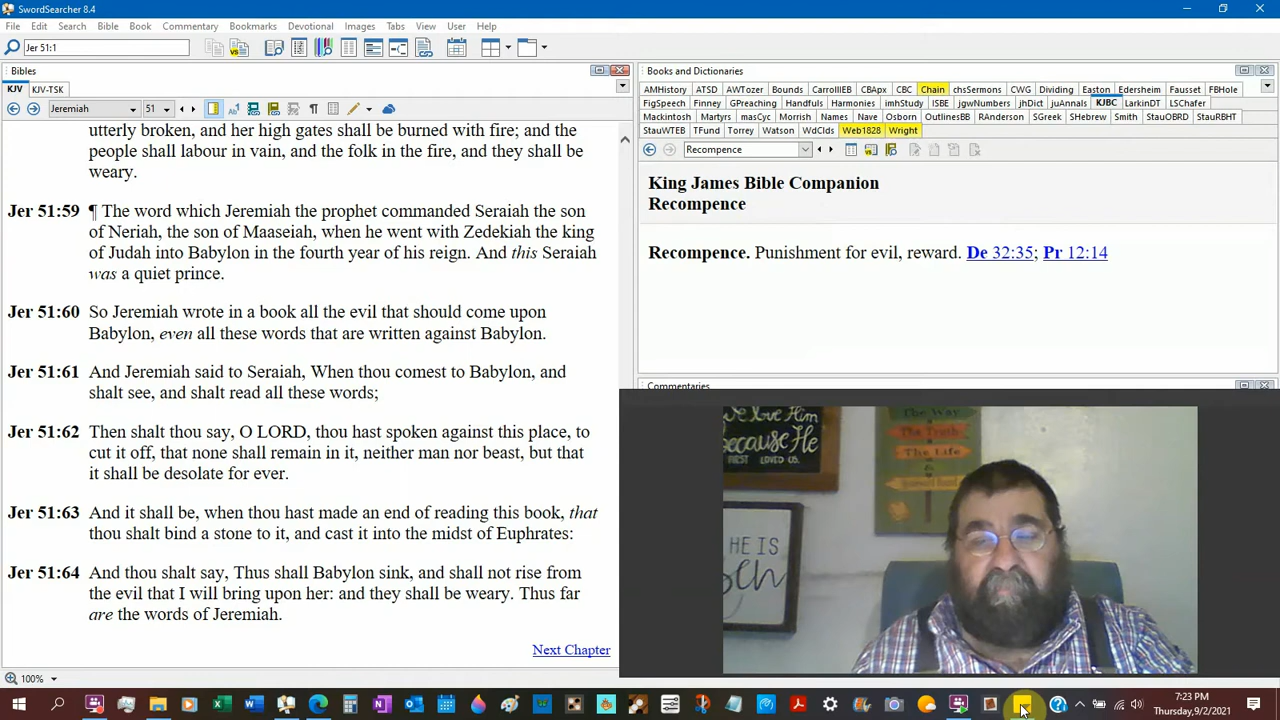 SwordSearcher 8.4
File Edit Search Bible Book Commentary Bookmarks Devotional Images Tabs View User Help
Jer 51:1
Bibles
KJV KJV-TSK
Jeremiah 51
utterly broken, and her high gates shall be burned with fire; and the
people shall labour in vain, and the folk in the fire, and they shall be
weary.
Jer 51:59 ¶ The word which Jeremiah the prophet commanded Seraiah the son
of Neriah, the son of Maaseiah, when he went with Zedekiah the king
of Judah into Babylon in the fourth year of his reign. And this Seraiah
was a quiet prince.
Jer 51:60 So Jeremiah wrote in a book all the evil that should come upon
Babylon, even all these words that are written against Babylon.
Jer 51:61 And Jeremiah said to Seraiah, When thou comest to Babylon, and
shalt see, and shalt read all these words;
Jer 51:62 Then shalt thou say, O LORD, thou hast spoken against this place, to
cut it off, that none shall remain in it, neither man nor beast, but that
it shall be desolate for ever.
Jer 51:63 And it shall be, when thou hast made an end of reading this book, that
thou shalt bind a stone to it, and cast it into the midst of Euphrates:
Jer 51:64 And thou shalt say, Thus shall Babylon sink, and shall not rise from
the evil that I will bring upon her: and they shall be weary. Thus far
are the words of Jeremiah.
Next Chapter
100%
Books and Dictionaries
AMHistory ATSD AWTozer Bounds CarrollEB CBApx CBC Chain chsSermons CWG Dividing Easton Edersheim Fausset FBHole
FigSpeech Finney GPreaching Handfuls Harmonies imhStudy ISBE jgwNumbers jhDict juAnnals KJBC LarkinDT LSChafer
Mackintosh Martyrs masCyc Morrish Names Nave Osborn OutlinesBB RAnderson SGreek SHebrew Smith StauOBRD StauRBHT
StauWTEB TFund Torrey Watson WdClds Web1828 Wright
Recompence
King James Bible Companion
Recompence
Recompence. Punishment for evil, reward. De 32:35; Pr 12:14
Commentaries
We love Him
because He
FIRST LOVED US.
The Way
The Truth
The Life
HE IS
7:23 PM
Thursday,9/2/2021